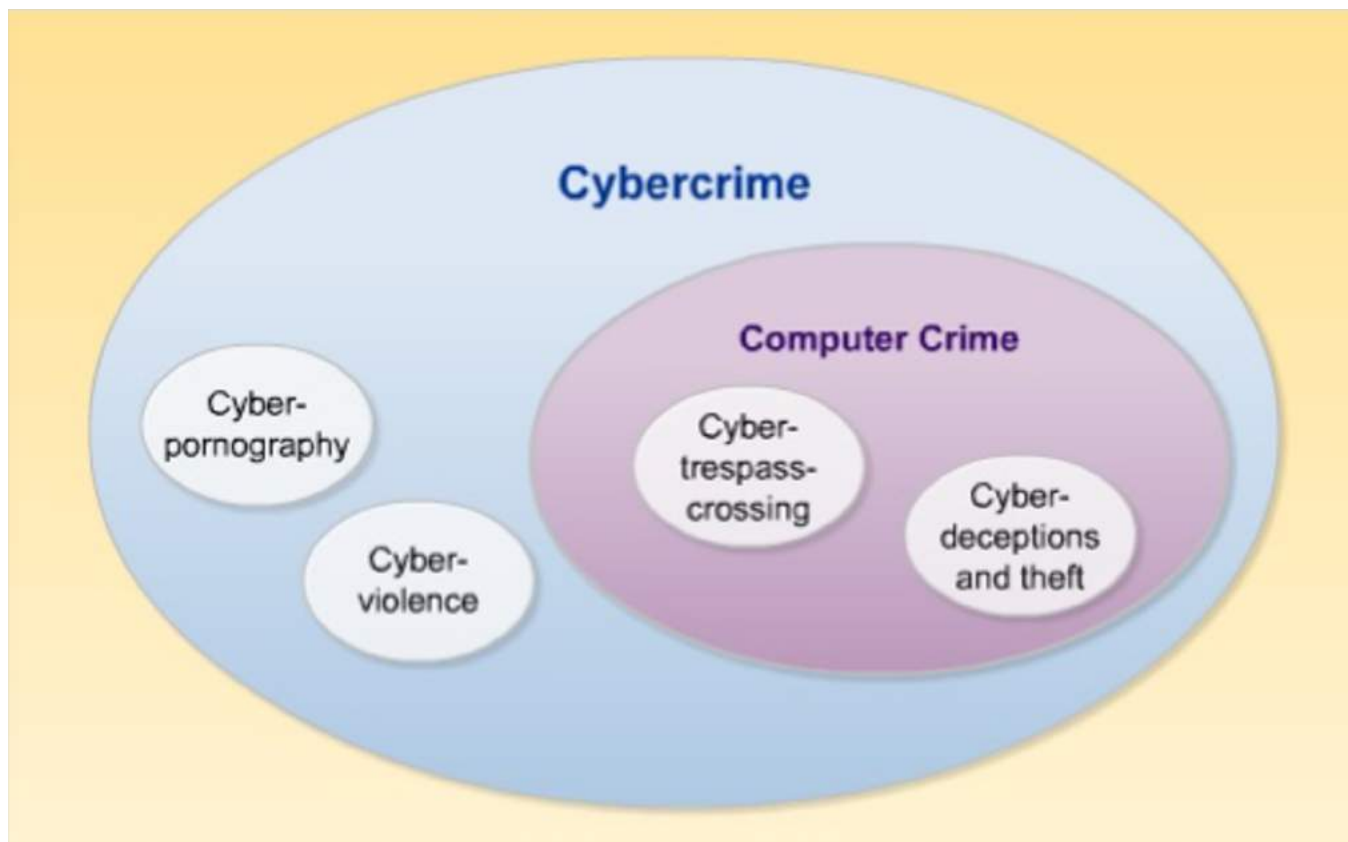 Cybercrime
Computer Crime
Cyber-
pornography
Cyber-
violence
Cyber-
trespass-
crossing
Cyber-
deceptions
and theft